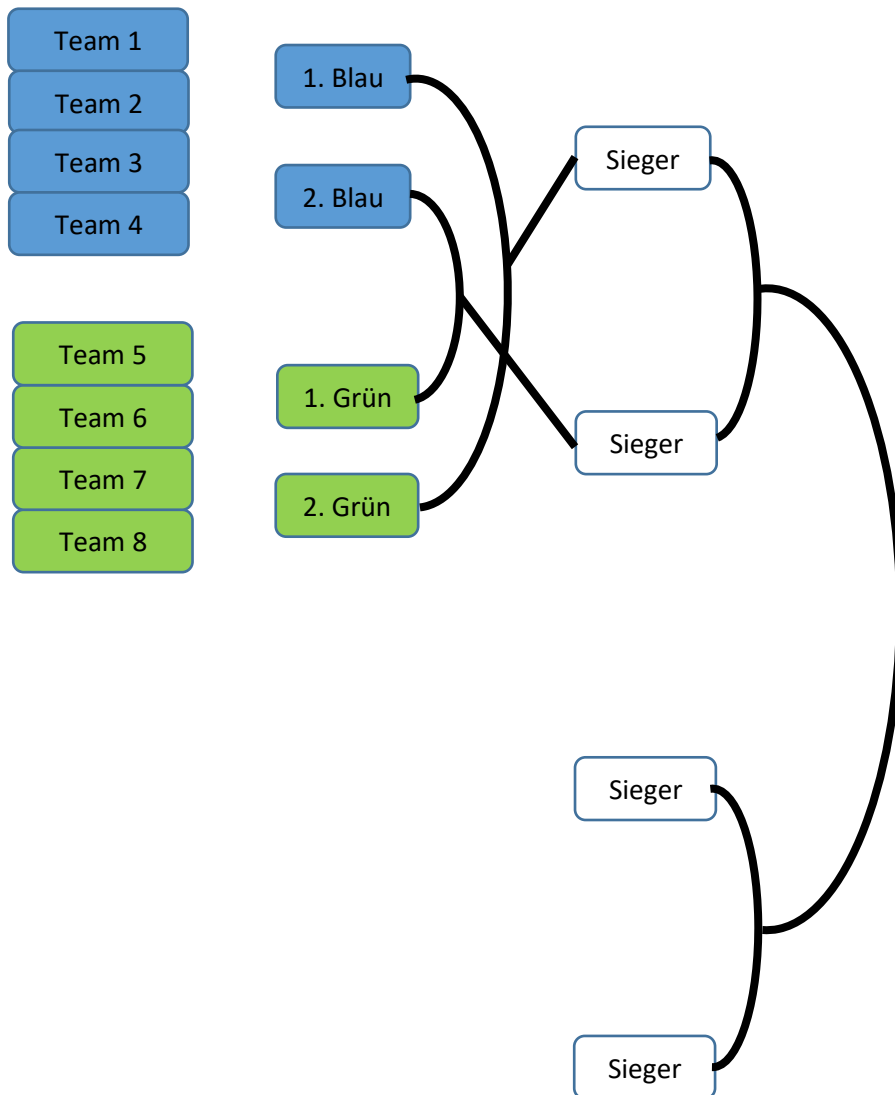 Team 1
Team 2
Team 3
Team 4
1. Blau
2. Blau
Sieger
Team 5
Team 6
Team 7
Team 8
1. Grün
2. Grün
Sieger
Sieger
Sieger